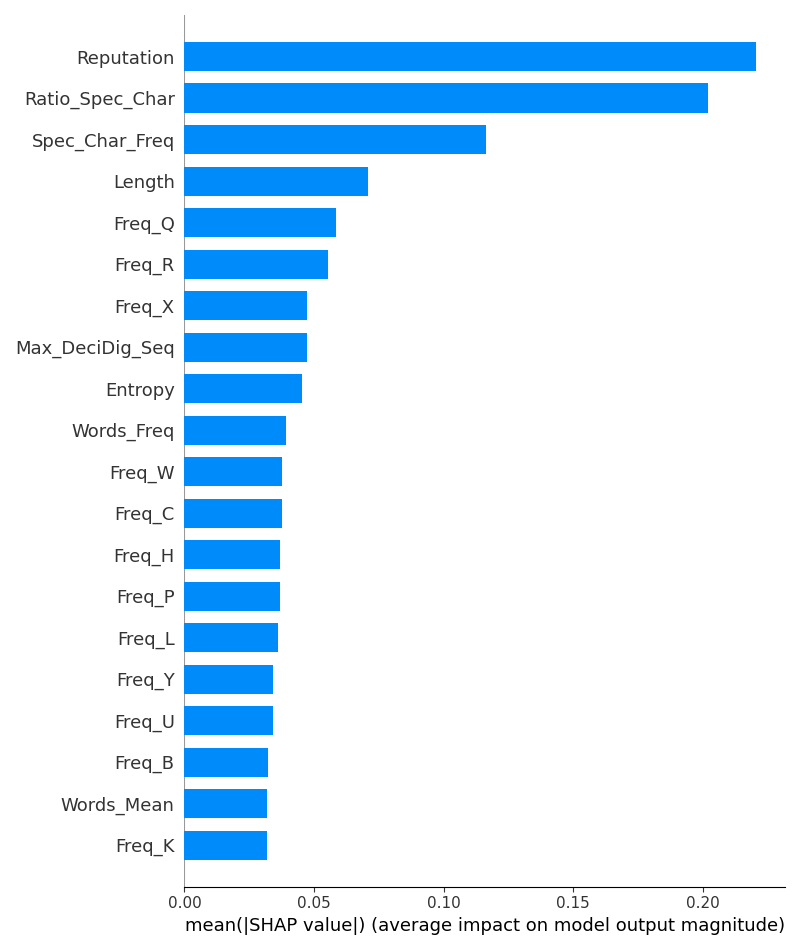 Reputation
Ratio_Spec_Char
Spec_Char_Freq
Length
Freq_Q
Freq_R
Freq_X
Max_DeciDig_Seq
Entropy
Words_Freq
Freq_W
Freq_C
Freq_H
Freq_P
Freq_L
Freq_Y
Freq_U
Freq_B
Words_Mean
Freq_K
0.00 0.05 0.10 0.15 0.20
mean(|SHAP value|) (average impact on model output magnitude)